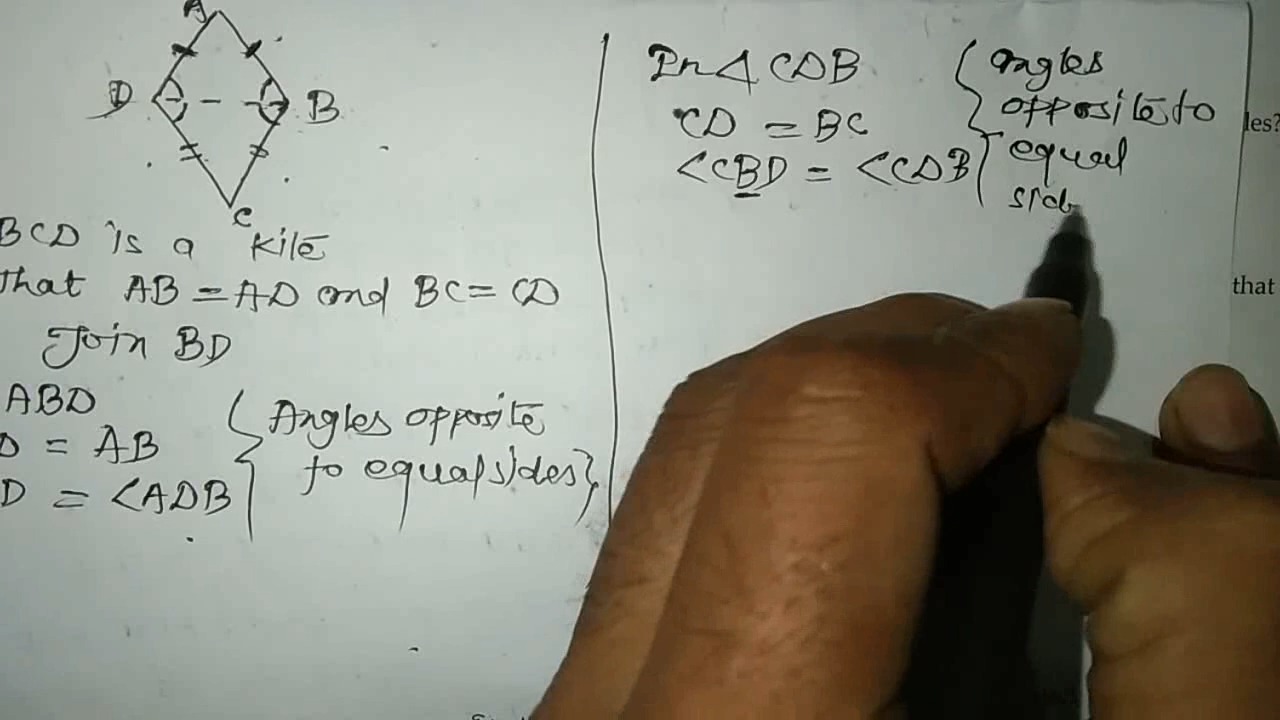 A
D B
C
BCD is a kite
that AB = AD and BC = CD
Join BD
ABD
D = AB
D = <ADB
{Angles opposite
to equal sides}
In △ CDB
CD = BC
<CBD = <CDB
{angles
opposite to
equal
sid
les?
that